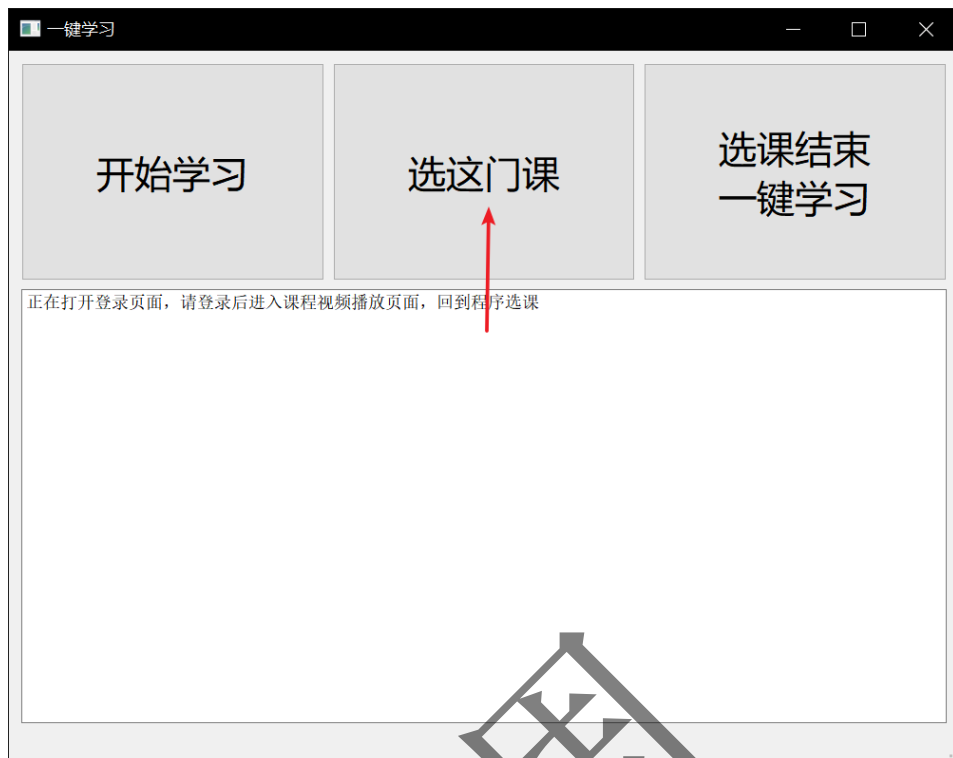 一键学习
开始学习
选这门课
选课结束
一键学习
正在打开登录页面，请登录后进入课程视频播放页面，回到程序选课